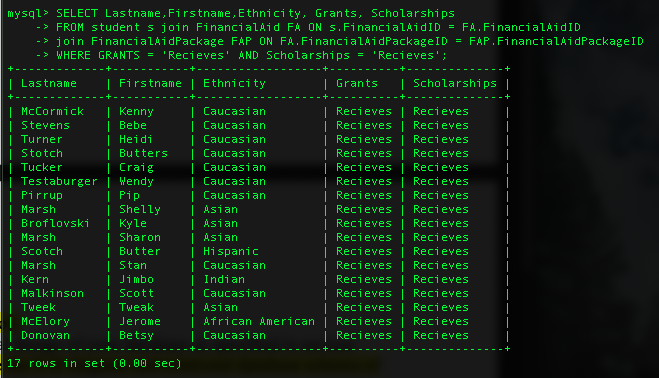 mysql> SELECT Lastname,Firstname,Ethnicity, Grants, Scholarships
-> FROM student s join FinancialAid FA ON s.FinancialAidID = FA.FinancialAidID
-> join FinancialAidPackage FAP ON FA.FinancialAidPackageID = FAP.FinancialAidPackageID
-> WHERE GRANTS = 'Recieves' AND Scholarships = 'Recieves';
+------------+-----------+------------------+----------+--------------+
| Lastname | Firstname | Ethnicity | Grants | Scholarships |
+------------+-----------+------------------+----------+--------------+
| McCormick | Kenny | Caucasian | Recieves | Recieves |
| Stevens | Bebe | Caucasian | Recieves | Recieves |
| Turner | Heidi | Caucasian | Recieves | Recieves |
| Stotch | Butters | Caucasian | Recieves | Recieves |
| Tucker | Craig | Caucasian | Recieves | Recieves |
| Testaburger | Wendy | Caucasian | Recieves | Recieves |
| Pirrup | Pip | Caucasian | Recieves | Recieves |
| Marsh | Shelly | Asian | Recieves | Recieves |
| Broflovski | Kyle | Asian | Recieves | Recieves |
| Marsh | Sharon | Asian | Recieves | Recieves |
| Scotch | Butter | Hispanic | Recieves | Recieves |
| Marsh | Stan | Caucasian | Recieves | Recieves |
| Kern | Jimbo | Indian | Recieves | Recieves |
| Malkinson | Scott | Caucasian | Recieves | Recieves |
| Tweek | Tweak | Asian | Recieves | Recieves |
| McElory | Jerome | African American | Recieves | Recieves |
| Donovan | Betsy | Caucasian | Recieves | Recieves |
+------------+-----------+------------------+----------+--------------+
17 rows in set (0.00 sec)